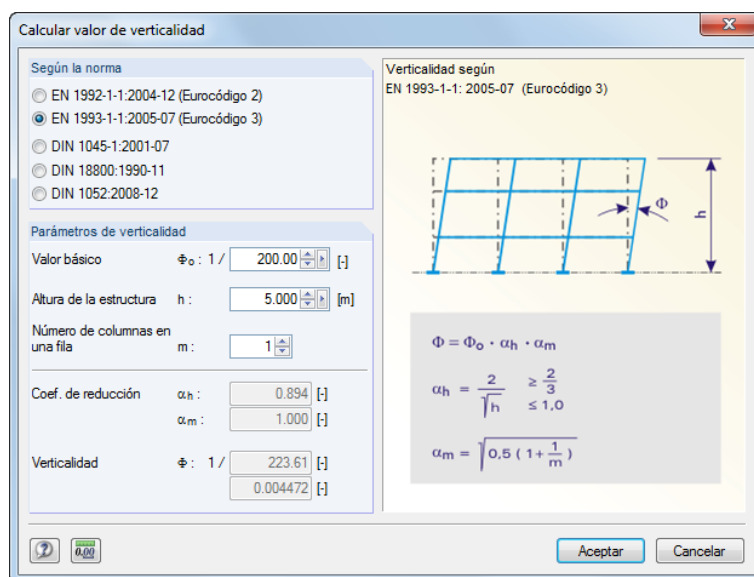 Calcular valor de verticalidad
Según la norma
EN 1992-1-1:2004-12 (Eurocódigo 2)
EN 1993-1-1:2005-07 (Eurocódigo 3)
DIN 1045-1:2001-07
DIN 18800:1990-11
DIN 1052:2008-12
Parámetros de verticalidad
Valor básico Φo : 1 / 200.00 [-]
Altura de la estructura h : 5.000 [m]
Número de columnas en
una fila m : 1
Coef. de reducción αh : 0.894 [-]
αm : 1.000 [-]
Verticalidad Φ : 1 / 223.61 [-]
0.004472 [-]
Verticalidad según
EN 1993-1-1: 2005-07 (Eurocódigo 3)
Φ
h
Φ = Φo · αh · αm
αh = 2/√h ≥ 2/3 ≤ 1,0
αm = √0,5 ( 1+ 1/m )
0.00
Aceptar
Cancelar